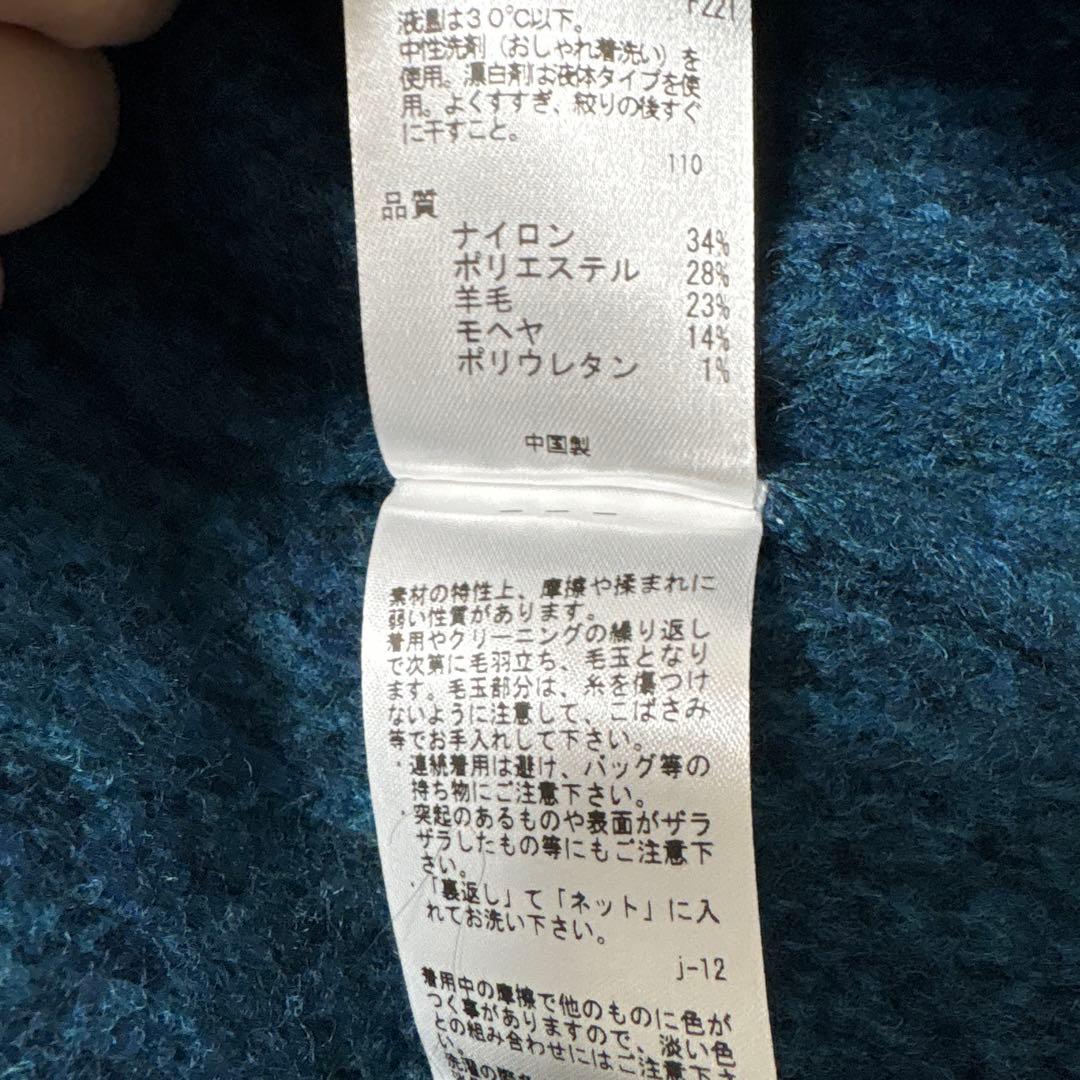 液温は30℃以下。
中性洗剤（おしゃれ着洗い）を
使用。漂白剤は液体タイプを使
用。よくすすぎ、絞りの後すぐ
に干すこと。
110
品質
ナイロン 34%
ポリエステル 28%
羊毛 23%
モヘヤ 14%
ポリウレタン 1%
中国製
素材の特性上、摩擦や揉まれに
弱い性質があります。
着用やクリーニングの繰り返し
で次第に毛羽立ち、毛玉となり
ます。毛玉部分は、糸を傷つけ
ないように注意して、こばさみ
等でお手入れして下さい。
・連続着用は避け、バッグ等の
持ち物にご注意下さい。
・突起のあるものや表面がザラ
ザラしたもの等にもご注意下
さい。
・「裏返し」て「ネット」に入
れてお洗い下さい。
j-12
着用中の摩擦で他のものに色が
つく事がありますので、淡い色
との組み合わせにはご注意下さ
い。
洗濯の際